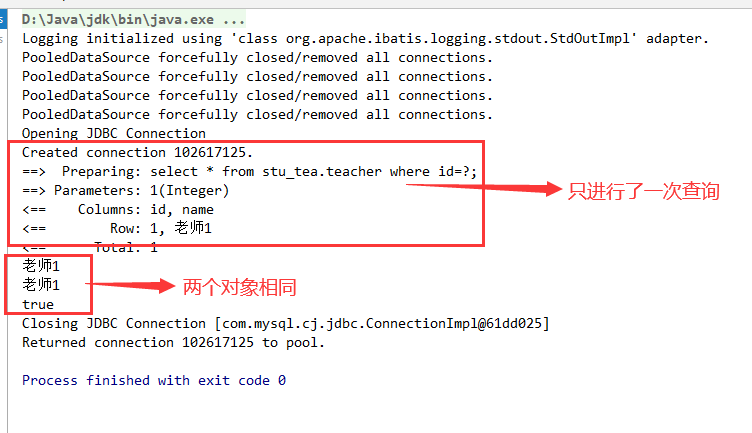 D:\Java\jdk\bin\java.exe ...
Logging initialized using 'class org.apache.ibatis.logging.stdout.StdOutImpl' adapter.
PooledDataSource forcefully closed/removed all connections.
PooledDataSource forcefully closed/removed all connections.
PooledDataSource forcefully closed/removed all connections.
PooledDataSource forcefully closed/removed all connections.
Opening JDBC Connection
Created connection 102617125.
==>  Preparing: select * from stu_tea.teacher where id=?;
==> Parameters: 1(Integer)
只进行了一次查询
<==    Columns: id, name
<==        Row: 1, 老师1
<==      Total: 1
老师1
老师1
两个对象相同
true
Closing JDBC Connection [com.mysql.cj.jdbc.ConnectionImpl@61dd025]
Returned connection 102617125 to pool.
Process finished with exit code 0